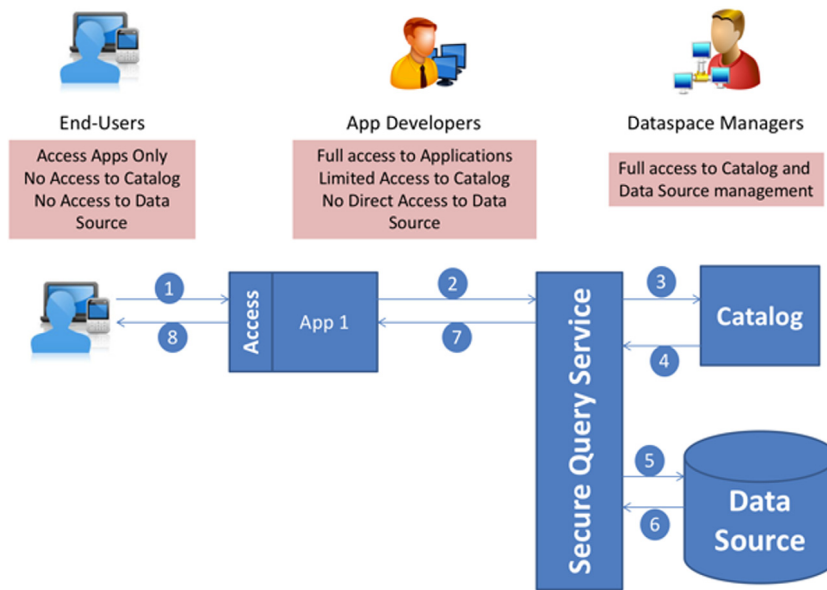 End-Users
App Developers
Dataspace Managers
Access Apps Only
No Access to Catalog
No Access to Data
Source
Full access to Applications
Limited Access to Catalog
No Direct Access to Data
Source
Full access to Catalog and
Data Source management
1
2
3
Access
App 1
Secure Query Service
Catalog
8
7
4
5
6
Data
Source